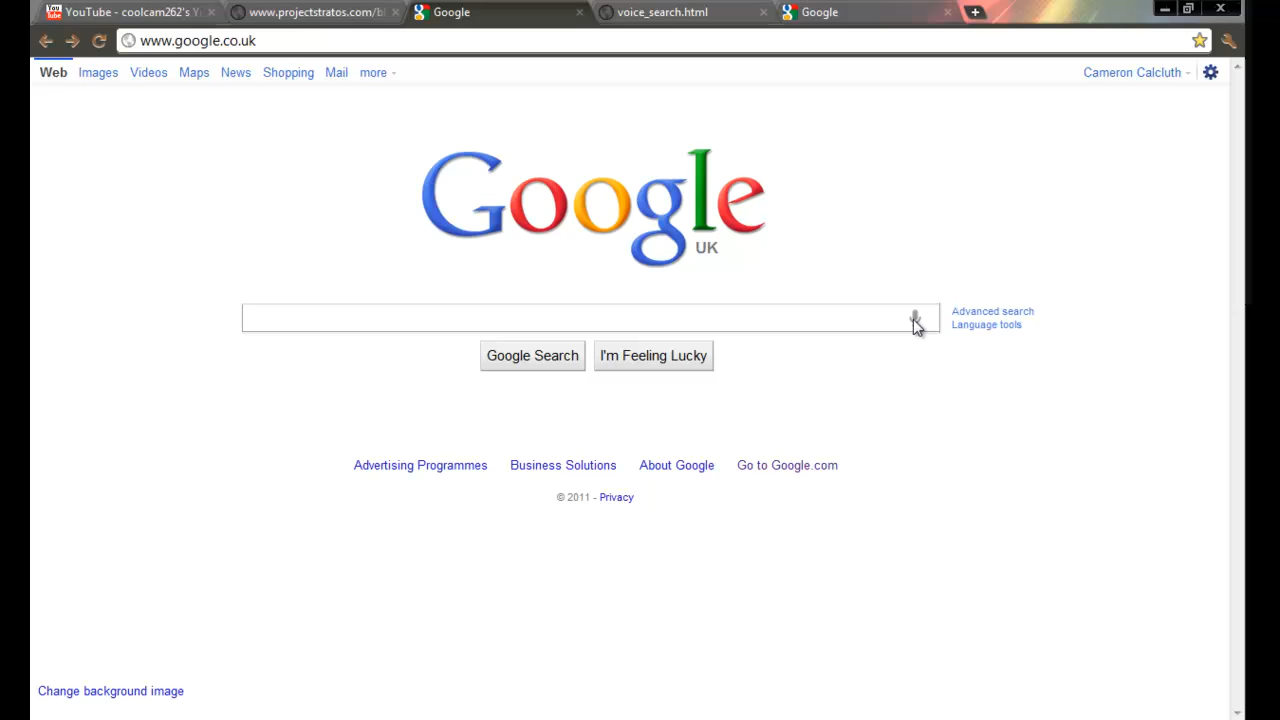 YouTube - coolcam262's Y www.projectstratos.com/bl Google voice_search.html Google
www.google.co.uk
Web Images Videos Maps News Shopping Mail more Cameron Calcluth
Google
UK
Advanced search
Language tools
Google Search I'm Feeling Lucky
Advertising Programmes Business Solutions About Google Go to Google.com
© 2011 - Privacy
Change background image